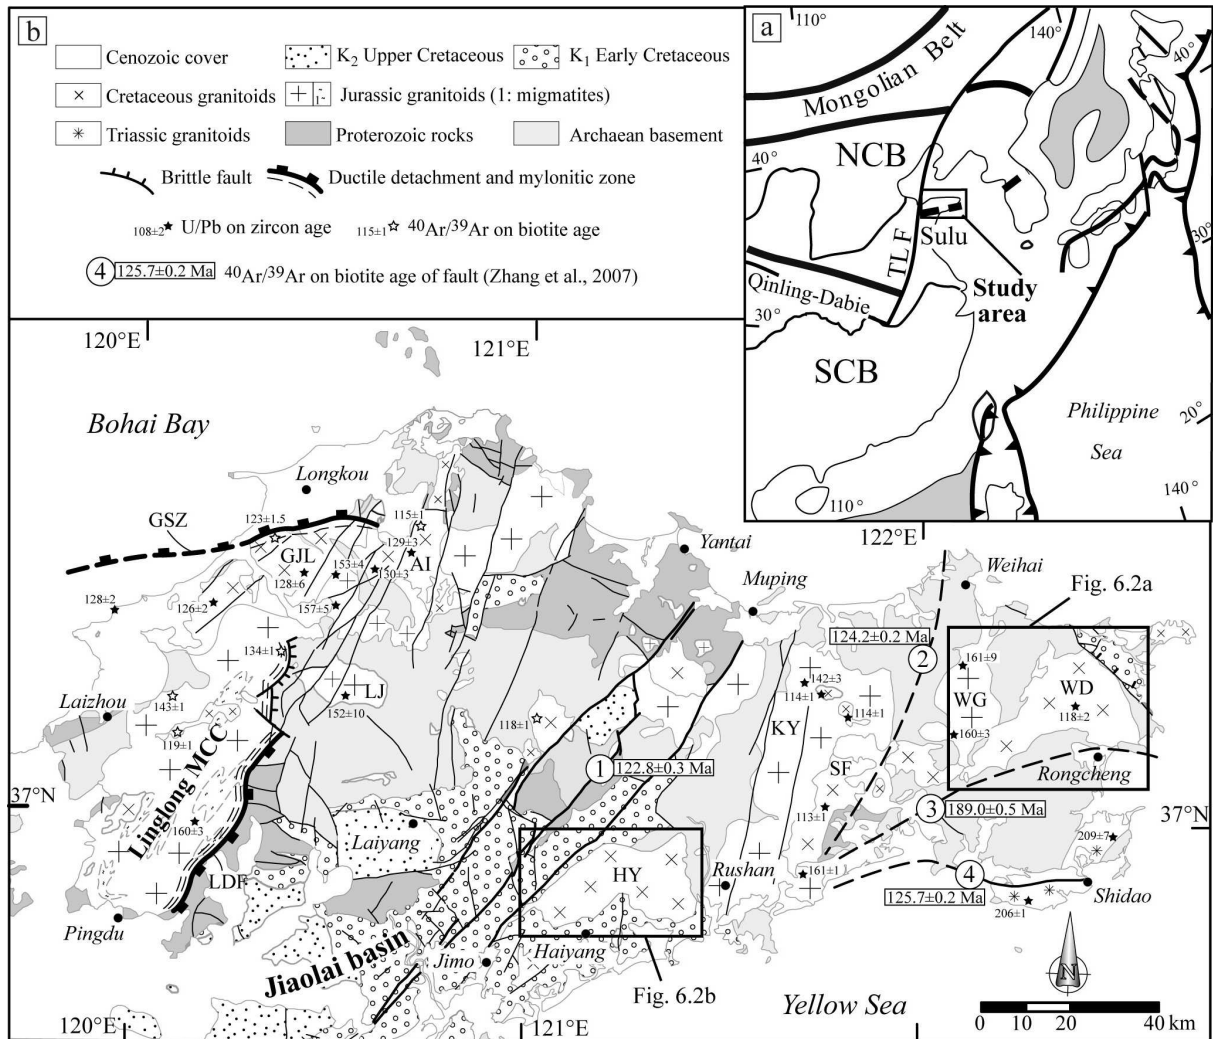 b
Cenozoic cover
K2 Upper Cretaceous
K1 Early Cretaceous
Cretaceous granitoids
1
Jurassic granitoids (1: migmatites)
Triassic granitoids
Proterozoic rocks
Archaean basement
Brittle fault
Ductile detachment and mylonitic zone
108±2 U/Pb on zircon age
115±1 40Ar/39Ar on biotite age
4 125.7±0.2 Ma 40Ar/39Ar on biotite age of fault (Zhang et al., 2007)
a
110°
140°
40°
Mongolian Belt
40°
NCB
Sulu
TLF
30°
Qinling-Dabie
Study
area
30°
SCB
Philippine
Sea
20°
110°
140°
120°E
121°E
122°E
Bohai Bay
Longkou
GSZ
123±1.5
115±1
129±3
GJL
AI
153±4
130±3
128±6
128±2
126±2
157±5
Yantai
Muping
Weihai
Fig. 6.2a
124.2±0.2 Ma
2
134±1
161±9
142±3
WG
WD
LJ
114±1
Laizhou
143±1
152±10
118±2
114±1
118±1
KY
160±3
119±1
SF
1
122.8±0.3 Ma
Rongcheng
37°N
Linglong MCC
3
189.0±0.5 Ma
37°N
160±3
113±1
Laiyang
209±7
HY
Rushan
161±1
4
LDF
125.7±0.2 Ma
Shidao
206±1
Pingdu
Jiaolai basin
Jimo
Haiyang
Fig. 6.2b
N
Yellow Sea
120°E
121°E
0 10 20 40 km